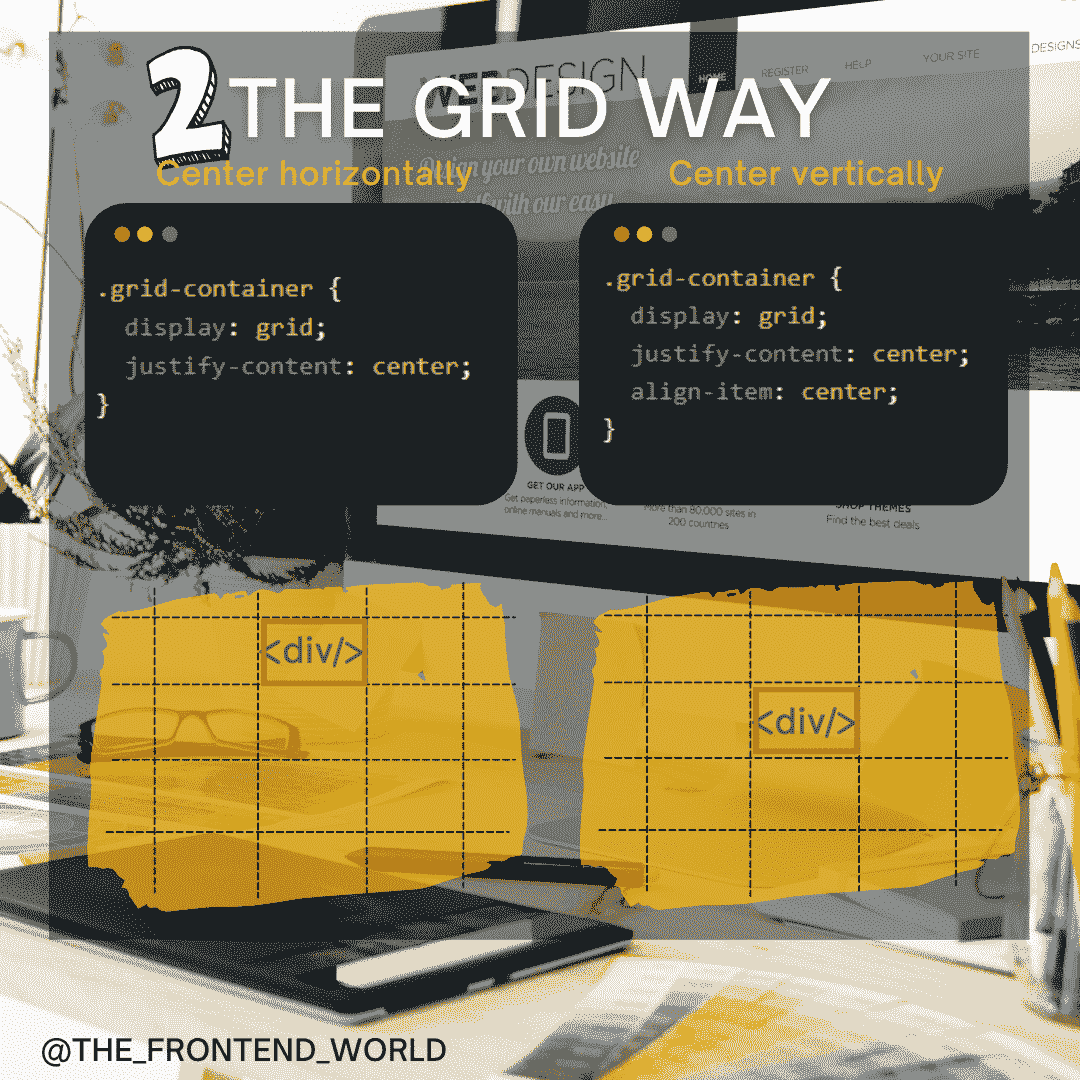 WEBDESIGN
HOME
REGISTER
HELP
YOUR SITE
DESIGNS
2 THE GRID WAY
your own website
with our easy
Center horizontally
Center vertically
.grid-container {
display: grid;
justify-content: center;
}
.grid-container {
display: grid;
justify-content: center;
align-item: center;
}
GET OUR APP
Get paperless information,
online manuals and more...
More than 80,000 sites in
200 countries
SHOP THEMES
Find the best deals
<div/>
<div/>
@THE_FRONTEND_WORLD